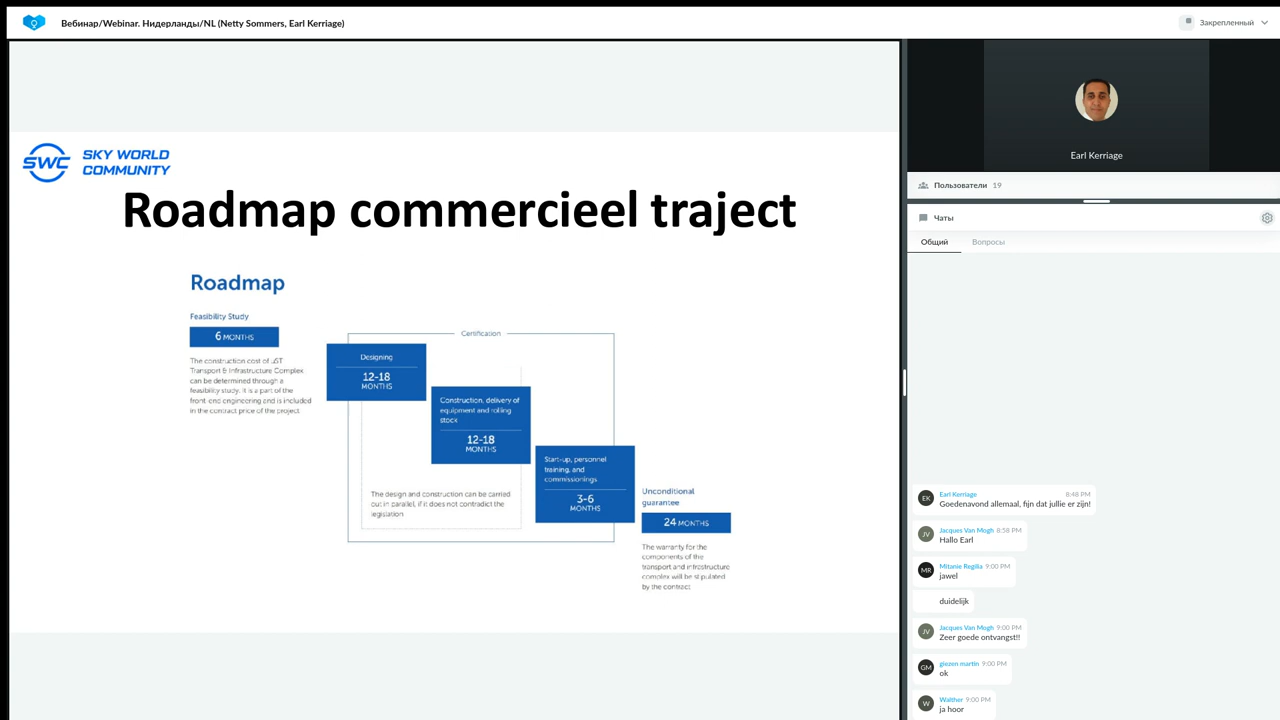 Вебинар/Webinar. Нидерланды/NL (Netty Sommers, Earl Kerriage)
Закрепленный
SWC
SKY WORLD
COMMUNITY
Roadmap commercieel traject
Roadmap
Feasibility Study
6 MONTHS
The construction cost of uST
Transport & Infrastructure Complex
can be determined through a
feasibility study. It is a part of the
front-end engineering and is included
in the contract price of the project
Certification
Designing
12-18
MONTHS
Construction, delivery of
equipment and rolling
stock
12-18
MONTHS
The design and construction can be carried
out in parallel, if it does not contradict the
legislation
Start-up, personnel
training, and
commissionings
3-6
MONTHS
Unconditional
guarantee
24 MONTHS
The warranty for the
components of the
transport and infrastructure
complex will be stipulated
by the contract
Earl Kerriage
Пользователи 19
Чаты
Общий Вопросы
EK Earl Kerriage 8:48 PM
Goedenavond allemaal, fijn dat jullie er zijn!
JV Jacques Van Mogh 8:58 PM
Hallo Earl
MR Mitanie Regilia 9:00 PM
jawel
duidelijk
JV Jacques Van Mogh 9:00 PM
Zeer goede ontvangst!!
GM giezen martin 9:00 PM
ok
W Walther 9:00 PM
ja hoor